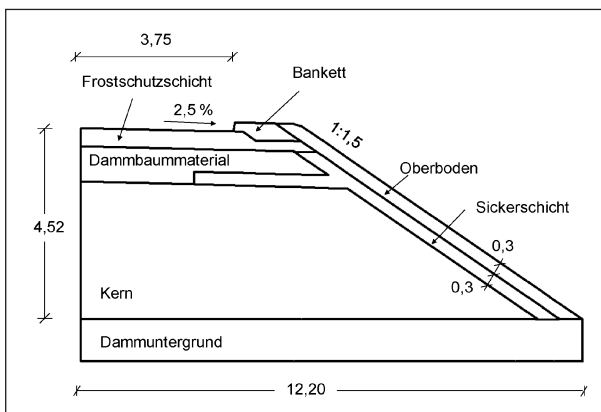 3,75
Bankett
Frostschutzschicht
2,5 %
1:1,5
Dammbaummaterial
Oberboden
Sickerschicht
4,52
0,3
0,3
Kern
Dammuntergrund
12,20